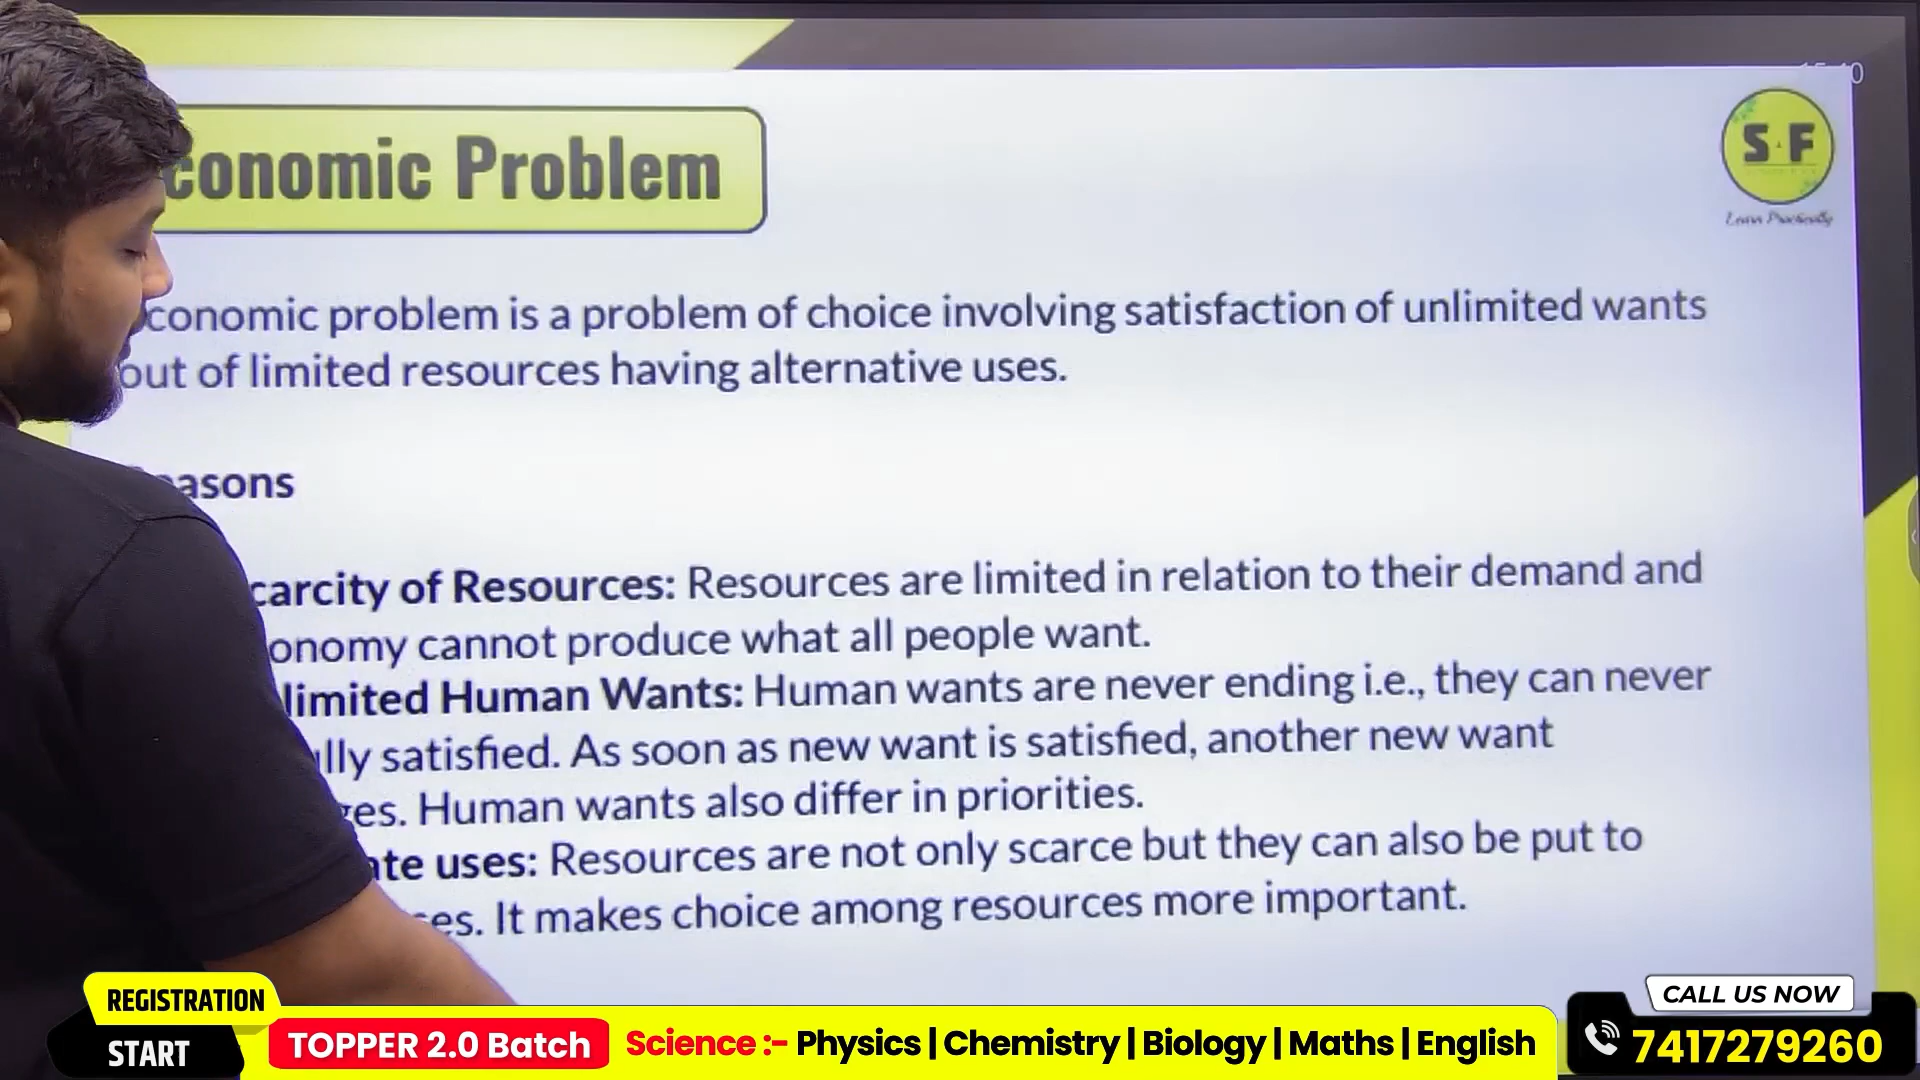 conomic Problem
S F
Learn Practically
conomic problem is a problem of choice involving satisfaction of unlimited wants
out of limited resources having alternative uses.
asons
carcity of Resources: Resources are limited in relation to their demand and
onomy cannot produce what all people want.
limited Human Wants: Human wants are never ending i.e., they can never
lly satisfied. As soon as new want is satisfied, another new want
ges. Human wants also differ in priorities.
ate uses: Resources are not only scarce but they can also be put to
es. It makes choice among resources more important.
REGISTRATION
START
TOPPER 2.0 Batch
Science :- Physics | Chemistry | Biology | Maths | English
CALL US NOW
7417279260